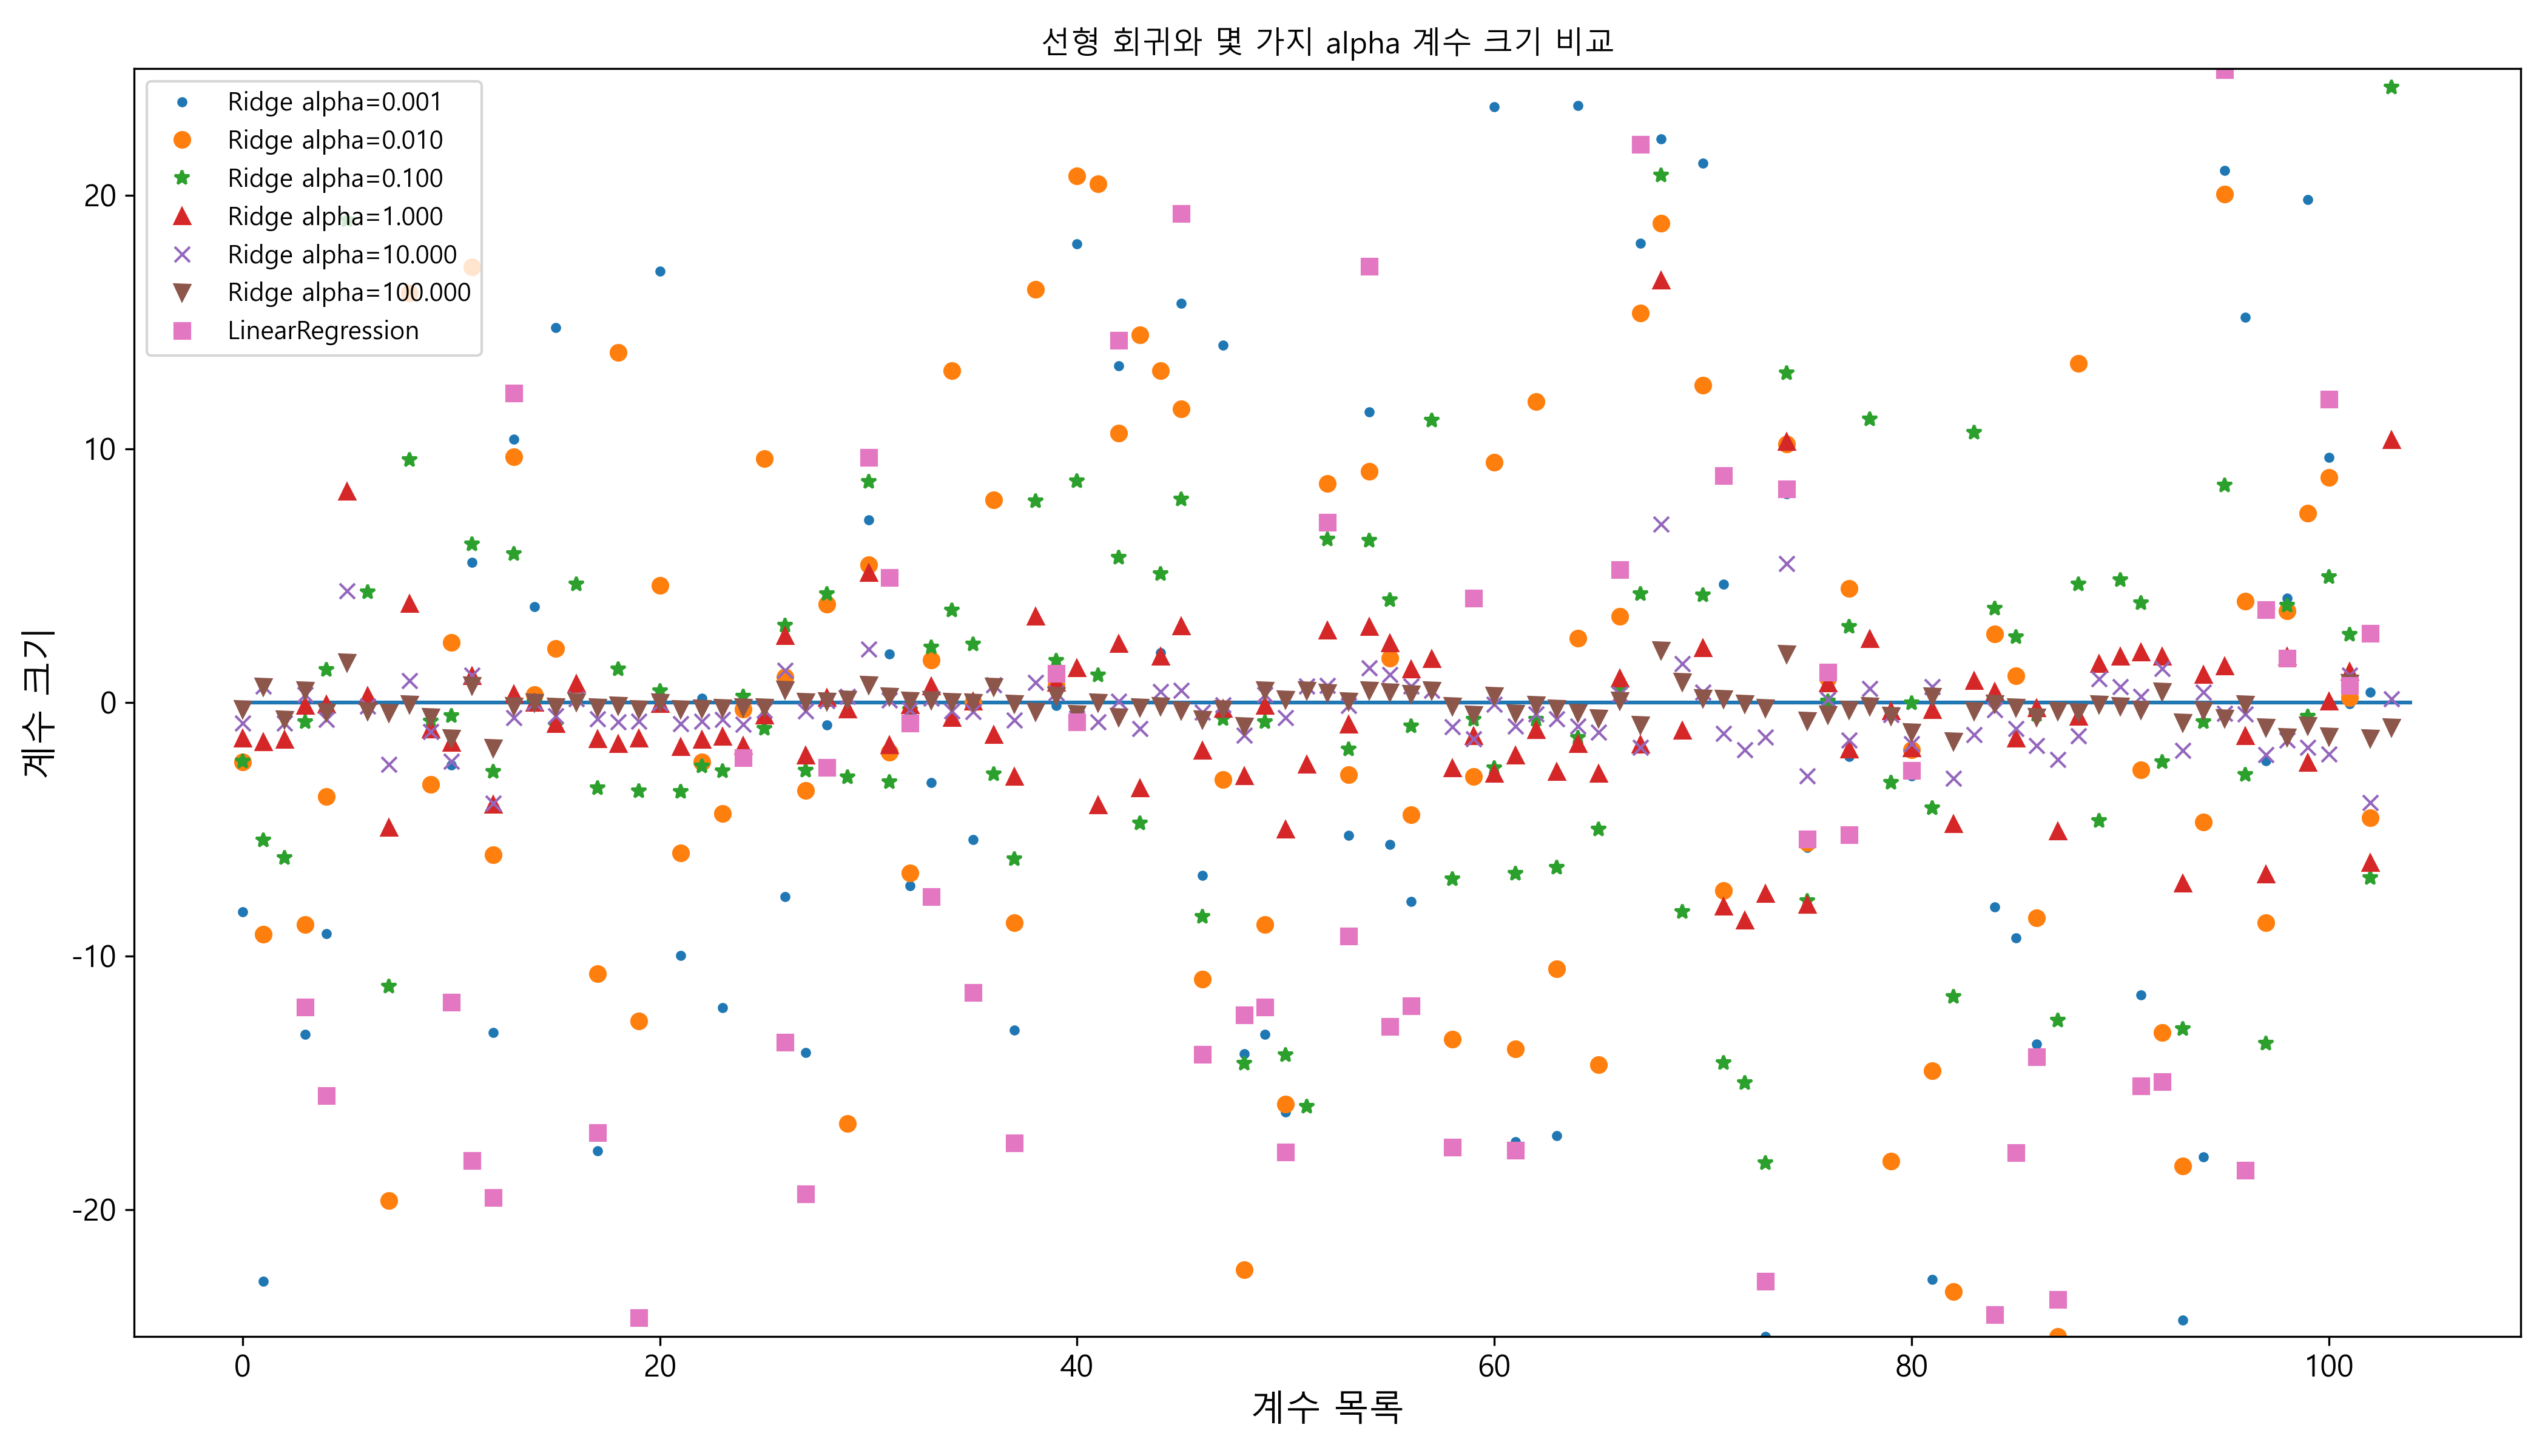 선형 회귀와 몇 가지 alpha 계수 크기 비교
Ridge alpha=0.001
Ridge alpha=0.010
Ridge alpha=0.100
Ridge alpha=1.000
Ridge alpha=10.000
Ridge alpha=100.000
LinearRegression
20
10
0
-10
-20
계수 크기
0 20 40 60 80 100
계수 목록